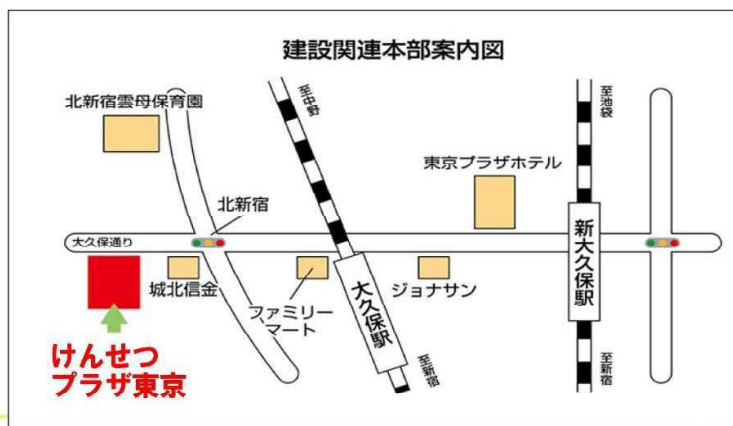 建設関連本部案内図
北新宿雲母保育園
至中野
至池袋
東京プラザホテル
北新宿
大久保通り
新大久保駅
城北信金
ファミリー
マート
大久保駅
ジョナサン
けんせつ
プラザ東京
至新宿
至新宿